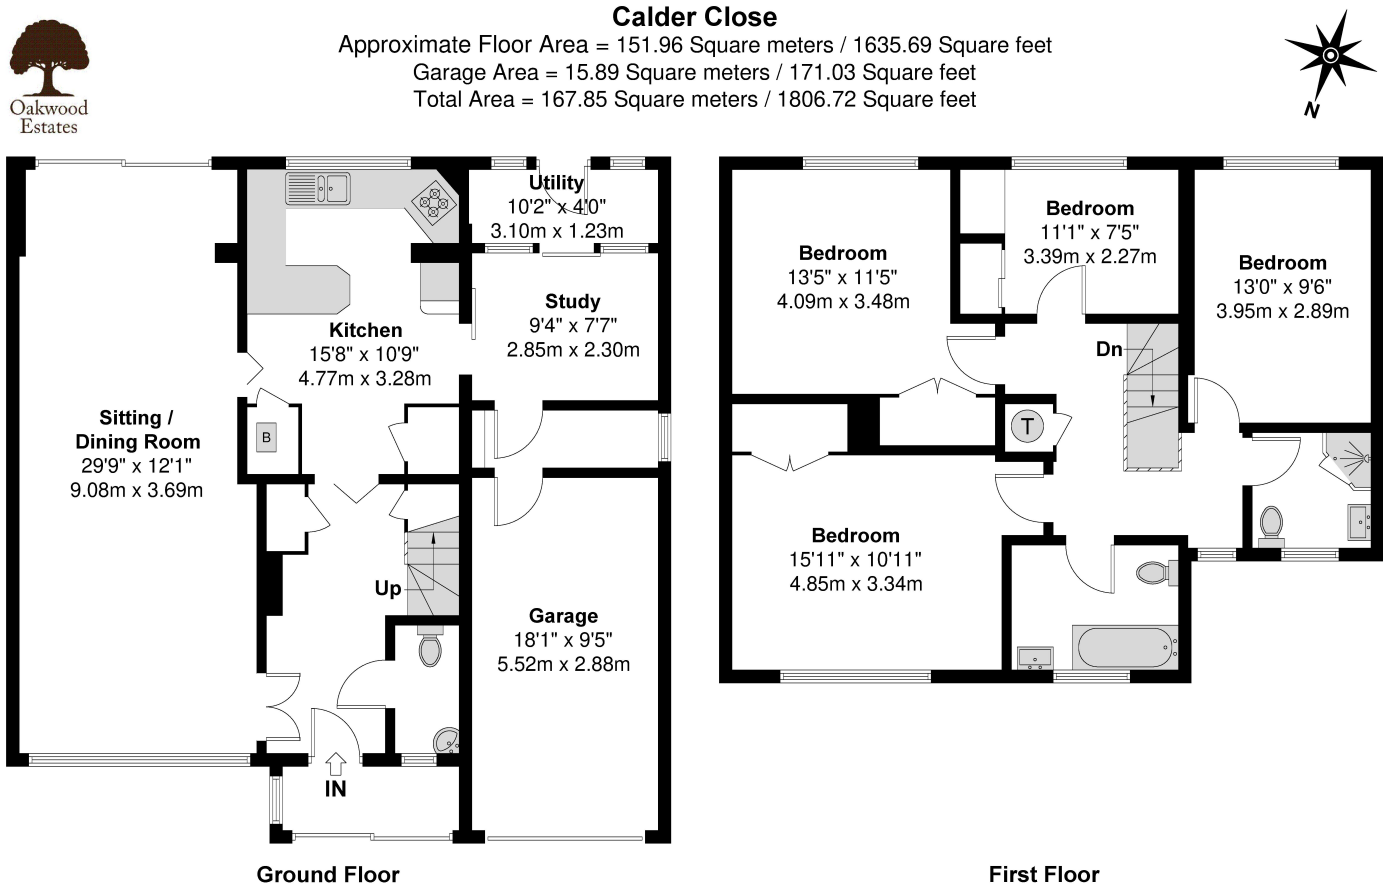 Calder Close
Approximate Floor Area = 151.96 Square meters / 1635.69 Square feet
Garage Area = 15.89 Square meters / 171.03 Square feet
Total Area = 167.85 Square meters / 1806.72 Square feet
Oakwood
Estates
N
Utility
10'2" x 4'0"
3.10m x 1.23m
Study
9'4" x 7'7"
2.85m x 2.30m
Kitchen
15'8" x 10'9"
4.77m x 3.28m
Sitting /
Dining Room
29'9" x 12'1"
9.08m x 3.69m
B
Up
Garage
18'1" x 9'5"
5.52m x 2.88m
IN
Ground Floor
Bedroom
13'5" x 11'5"
4.09m x 3.48m
Bedroom
11'1" x 7'5"
3.39m x 2.27m
Bedroom
13'0" x 9'6"
3.95m x 2.89m
Dn
T
Bedroom
15'11" x 10'11"
4.85m x 3.34m
First Floor